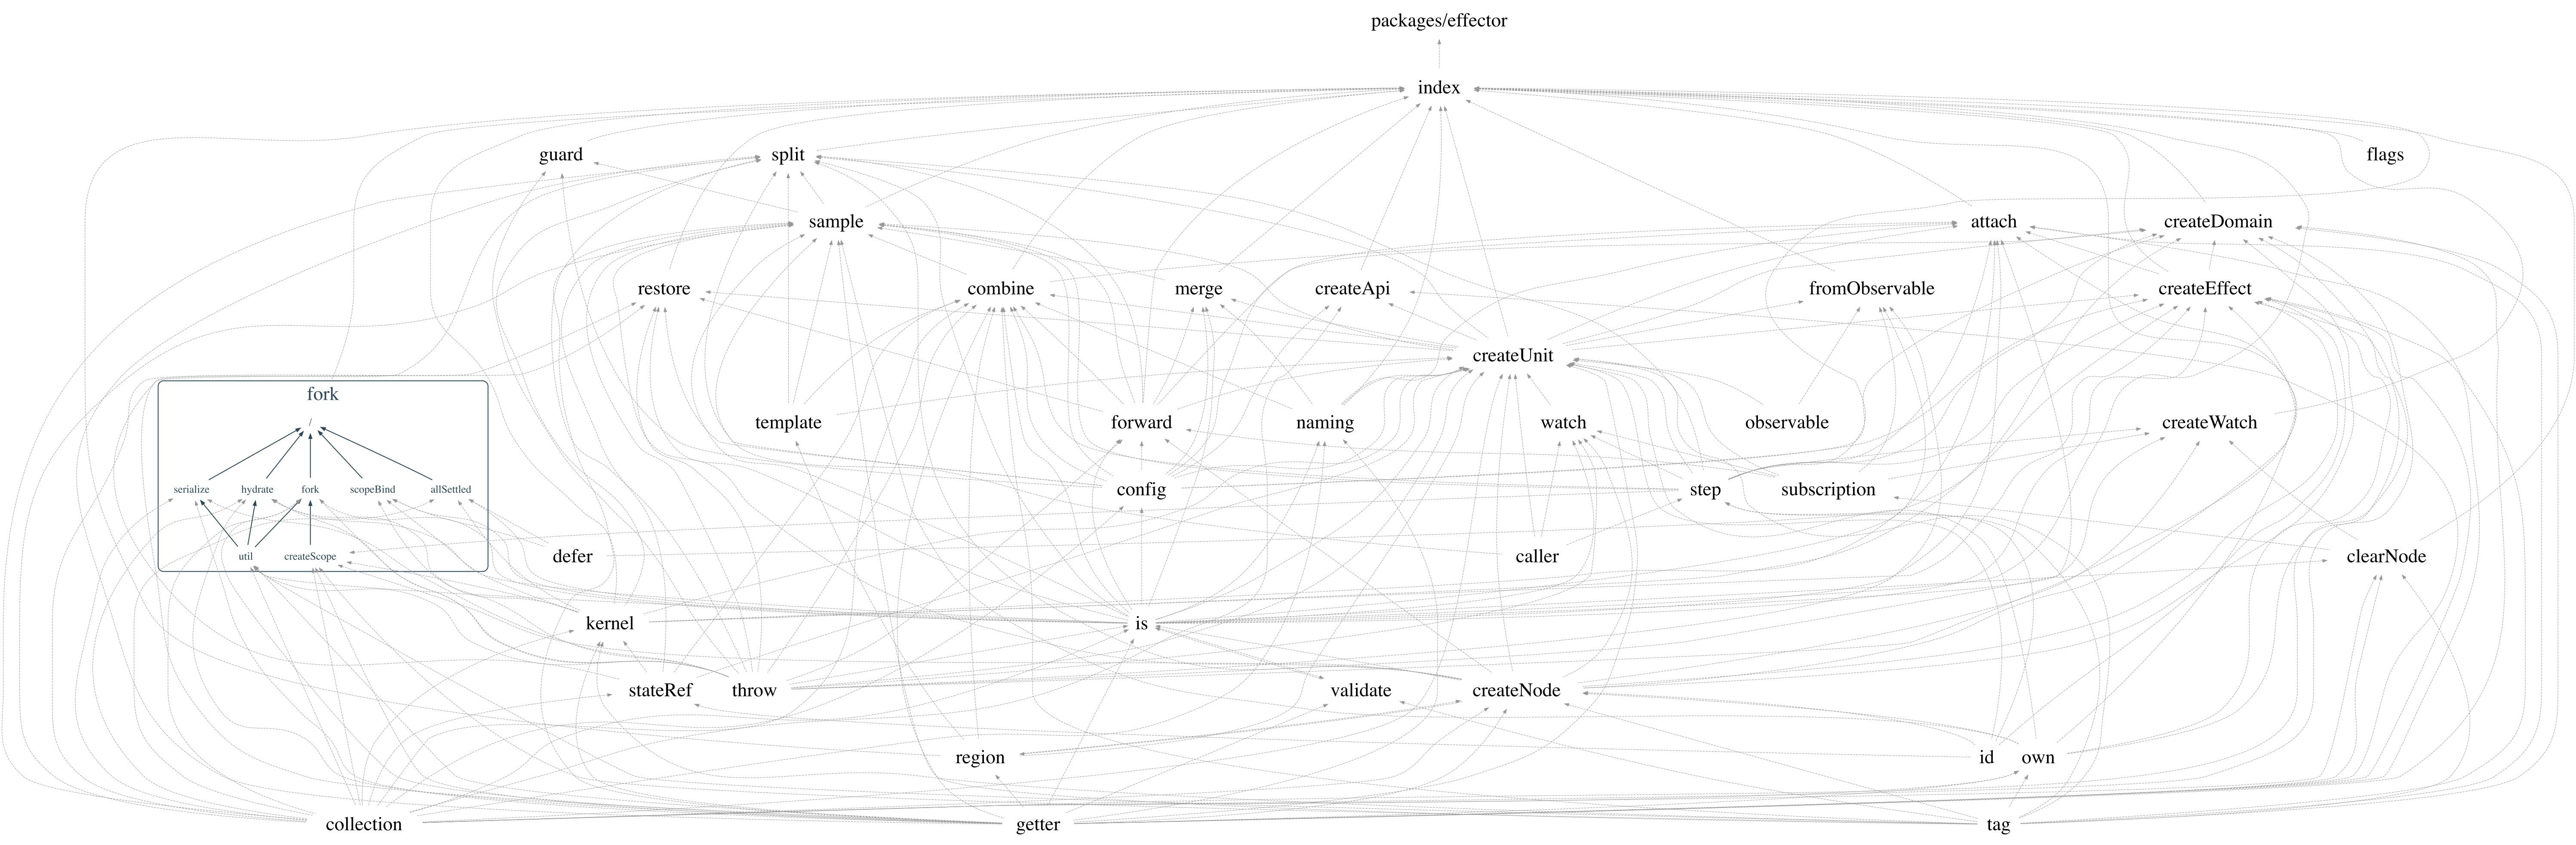 packages/effector
index
guard
split
flags
sample
attach
createDomain
restore
combine
merge
createApi
fromObservable
createEffect
createUnit
fork
/
template
forward
naming
watch
observable
createWatch
serialize
hydrate
fork
scopeBind
allSettled
config
step
subscription
util
createScope
defer
caller
clearNode
kernel
is
stateRef
throw
validate
createNode
region
id
own
collection
getter
tag